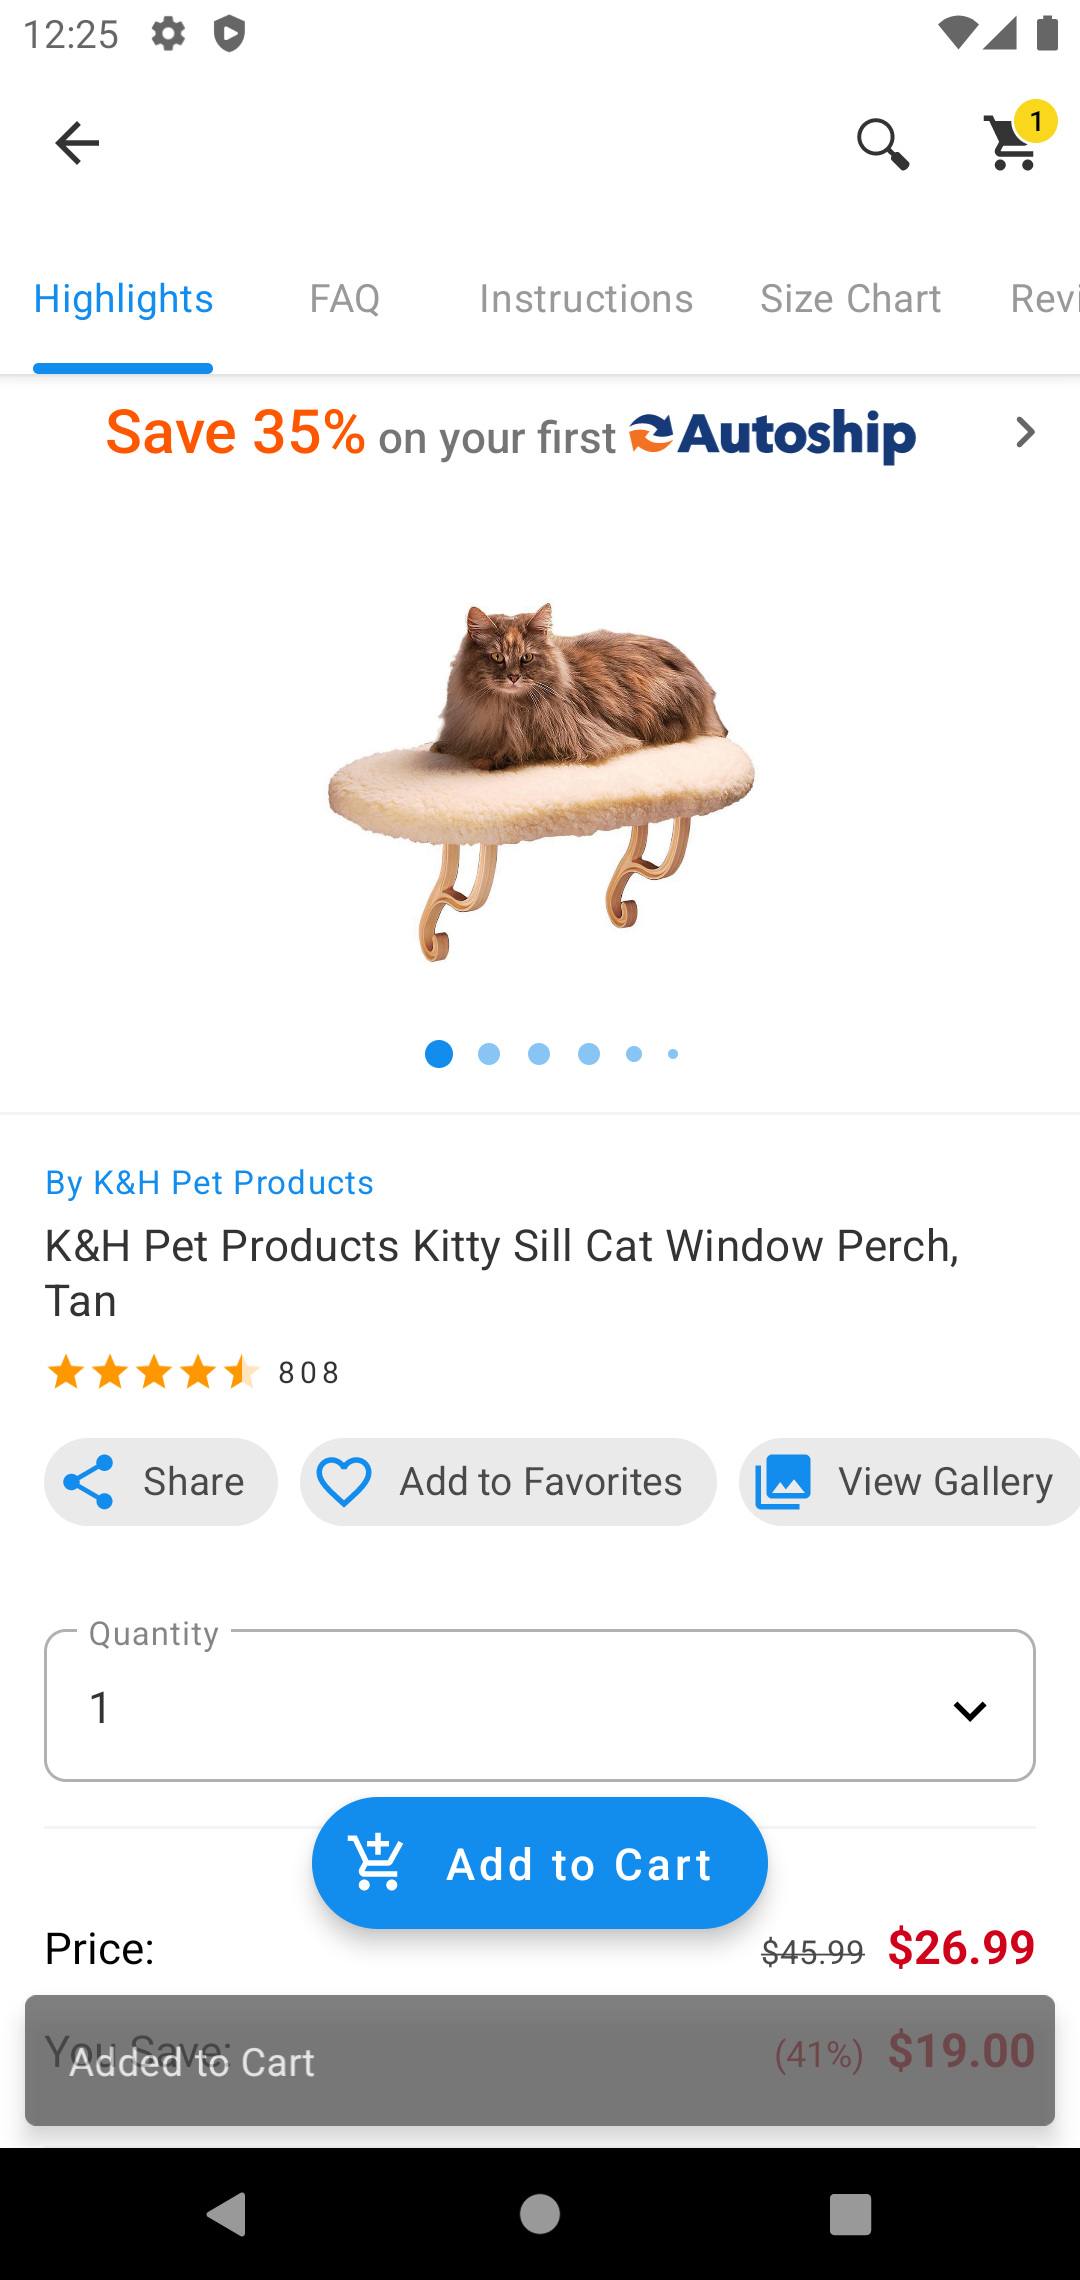 12:25
1
Highlights FAQ Instructions Size Chart Revi
Save 35% on your first Autoship
By K&H Pet Products
K&H Pet Products Kitty Sill Cat Window Perch,
Tan
808
Share Add to Favorites View Gallery
Quantity
1
Add to Cart
Price: $45.99 $26.99
You Save: (41%) $19.00
Added to Cart